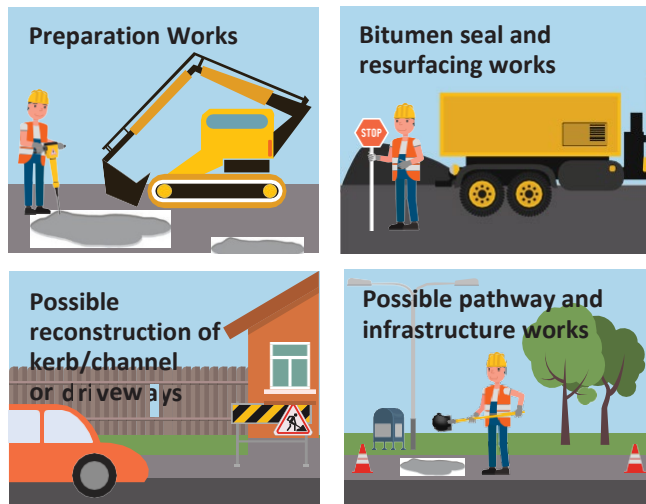 Preparation Works
Bitumen seal and
resurfacing works
STOP
Possible
reconstruction of
kerb/channel
or driveways
Possible pathway and
infrastructure works